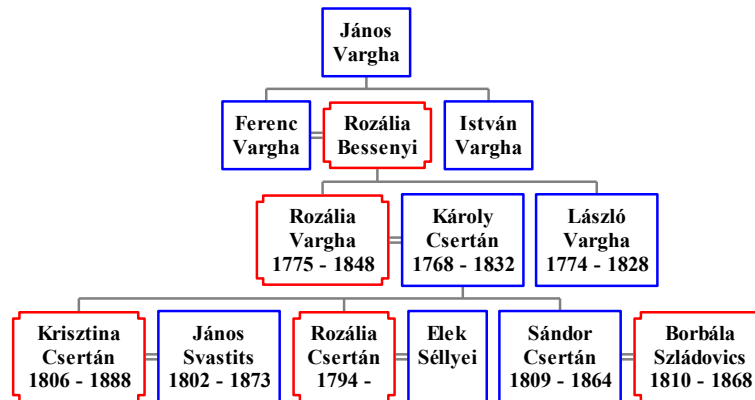 János
Vargha
Ferenc
Vargha
Rozália
Bessenyi
István
Vargha
Rozália
Vargha
1775 - 1848
Károly
Csertán
1768 - 1832
László
Vargha
1774 - 1828
Krisztina
Csertán
1806 - 1888
János
Svastits
1802 - 1873
Rozália
Csertán
1794 -
Elek
Séllyei
Sándor
Csertán
1809 - 1864
Borbála
Szládovics
1810 - 1868